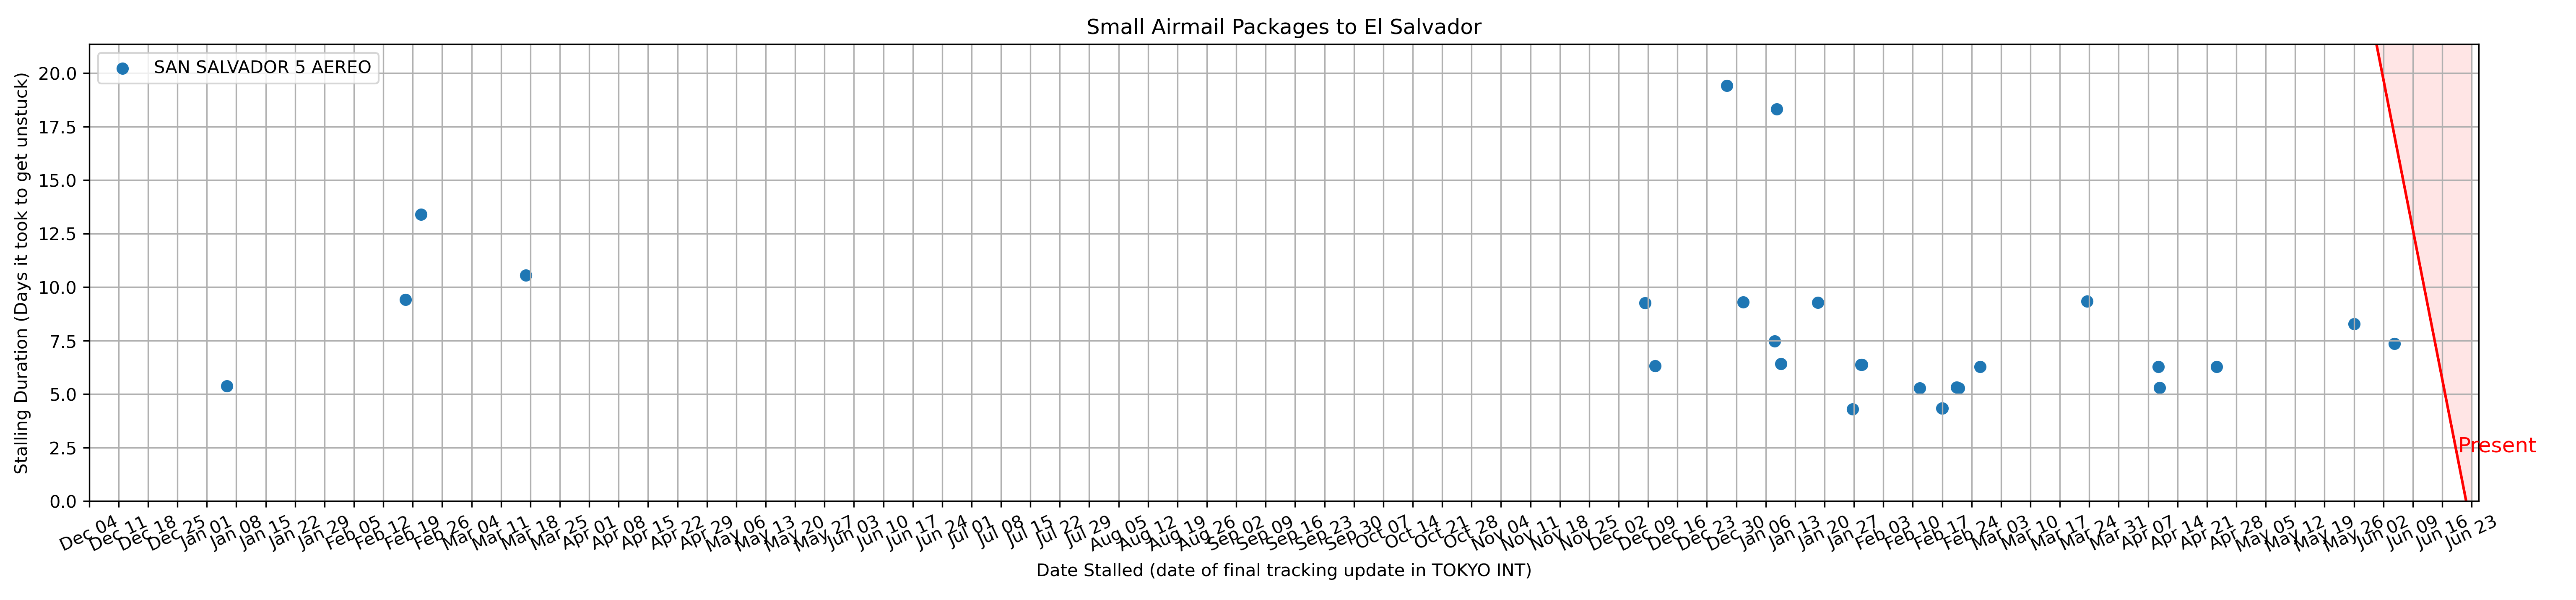 Small Airmail Packages to El Salvador
SAN SALVADOR 5 AEREO
Stalling Duration (Days it took to get unstuck)
20.0
17.5
15.0
12.5
10.0
7.5
5.0
2.5
0.0
Present
Dec 04
Dec 11
Dec 18
Dec 25
Jan 01
Jan 08
Jan 15
Jan 22
Jan 29
Feb 05
Feb 12
Feb 19
Feb 26
Mar 04
Mar 11
Mar 18
Mar 25
Apr 01
Apr 08
Apr 15
Apr 22
Apr 29
May 06
May 13
May 20
May 27
Jun 03
Jun 10
Jun 17
Jun 24
Jul 01
Jul 08
Jul 15
Jul 22
Jul 29
Aug 05
Aug 12
Aug 19
Aug 26
Sep 02
Sep 09
Sep 16
Sep 23
Sep 30
Oct 07
Oct 14
Oct 21
Oct 28
Nov 04
Nov 11
Nov 18
Nov 25
Dec 02
Dec 09
Dec 16
Dec 23
Dec 30
Jan 06
Jan 13
Jan 20
Jan 27
Feb 03
Feb 10
Feb 17
Feb 24
Mar 03
Mar 10
Mar 17
Mar 24
Mar 31
Apr 07
Apr 14
Apr 21
Apr 28
May 05
May 12
May 19
May 26
Jun 02
Jun 09
Jun 16
Jun 23
Date Stalled (date of final tracking update in TOKYO INT)